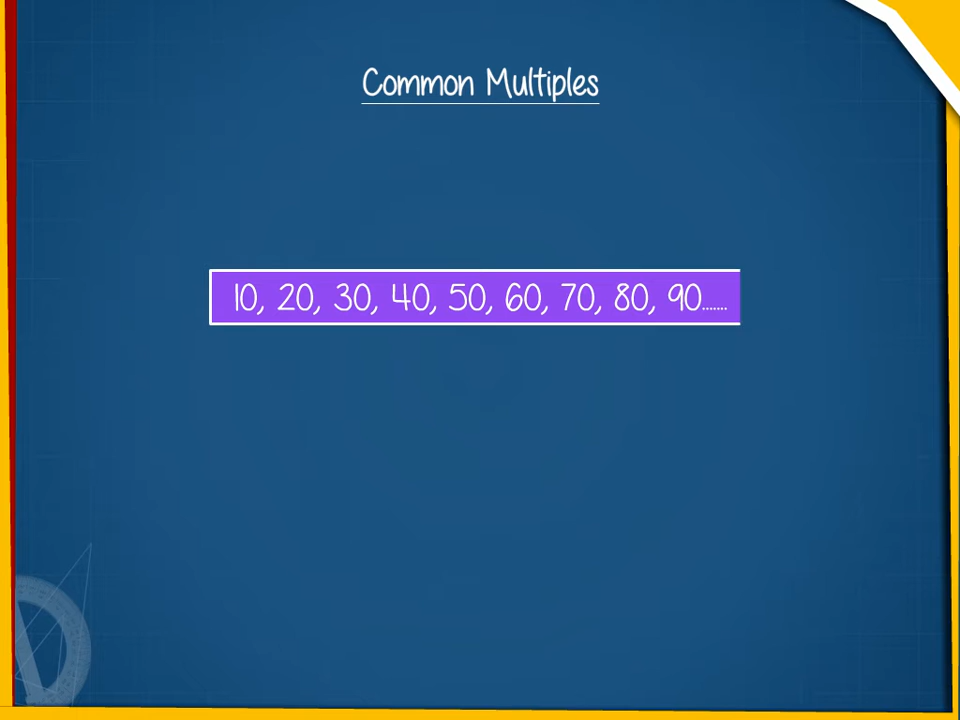 Common Multiples
10, 20, 30, 40, 50, 60, 70, 80, 90.......